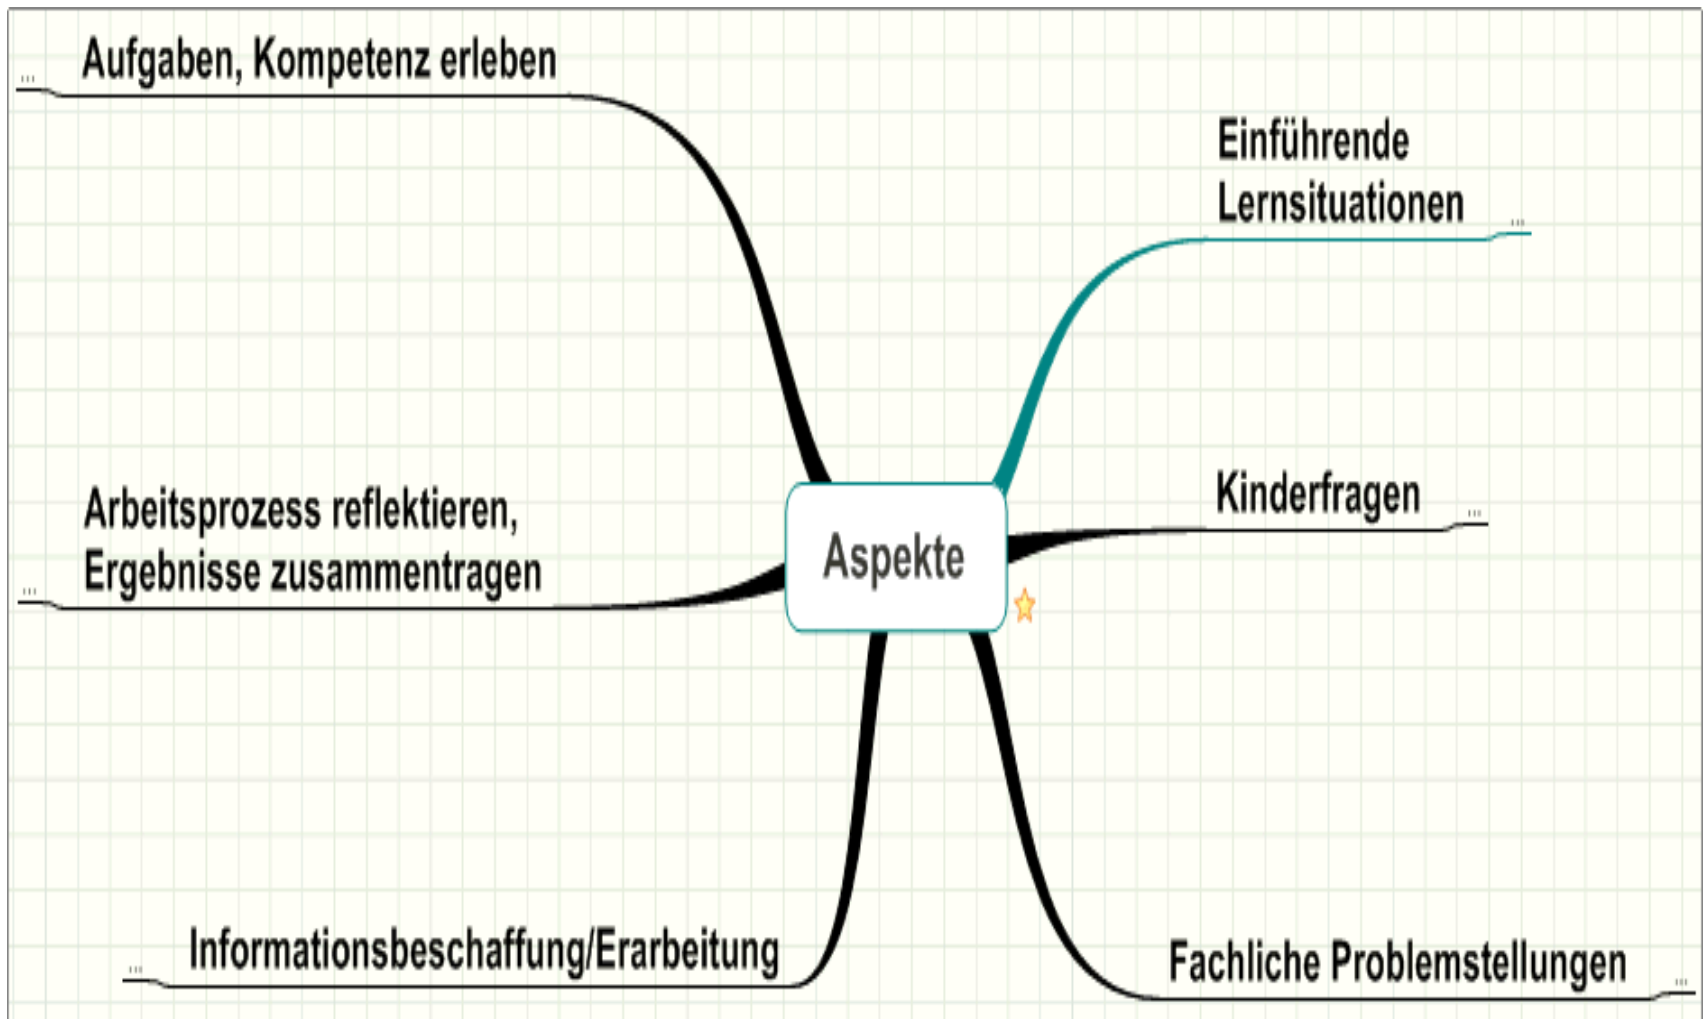 Aufgaben, Kompetenz erleben
Einführende
Lernsituationen
Kinderfragen
Arbeitsprozess reflektieren,
Ergebnisse zusammentragen
Aspekte
Informationsbeschaffung/Erarbeitung
Fachliche Problemstellungen